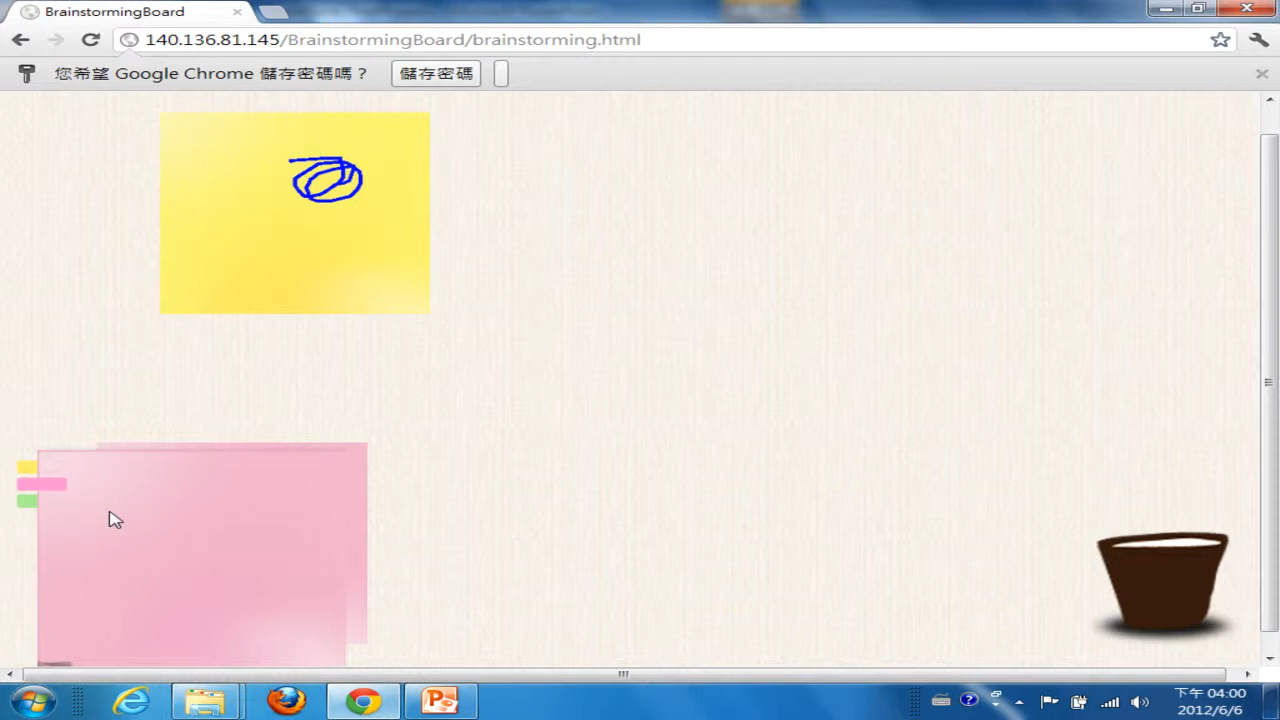 BrainstormingBoard
140.136.81.145/BrainstormingBoard/brainstorming.html
您希望 Google Chrome 儲存密碼嗎？ 儲存密碼
下午 04:00
2012/6/6